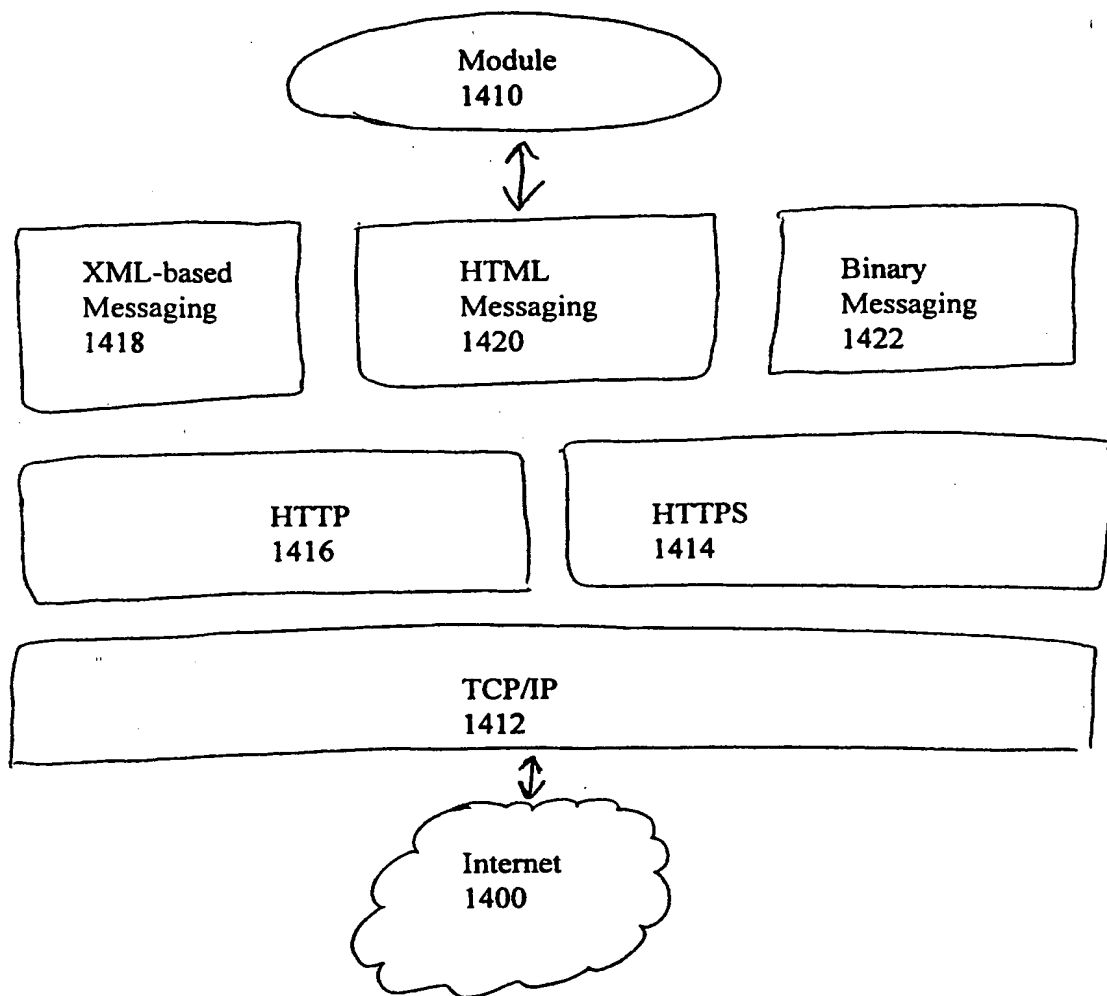 Module
1410
XML-based
Messaging
1418
HTML
Messaging
1420
Binary
Messaging
1422
HTTP
1416
HTTPS
1414
TCP/IP
1412
Internet
1400